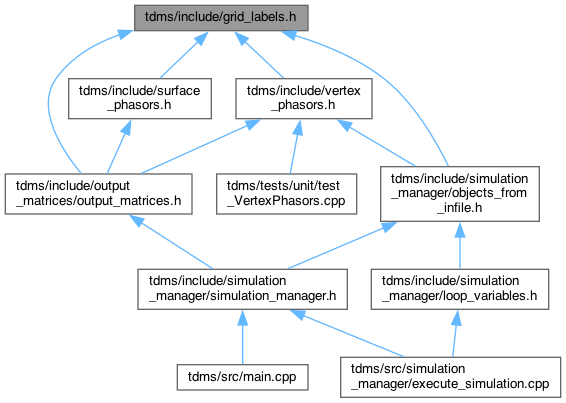 tdms/include/grid_labels.h
tdms/include/surface
_phasors.h
tdms/include/vertex
_phasors.h
tdms/include/output
_matrices/output_matrices.h
tdms/tests/unit/test
_VertexPhasors.cpp
tdms/include/simulation
_manager/objects_from
_infile.h
tdms/include/simulation
_manager/simulation_manager.h
tdms/include/simulation
_manager/loop_variables.h
tdms/src/main.cpp
tdms/src/simulation
_manager/execute_simulation.cpp